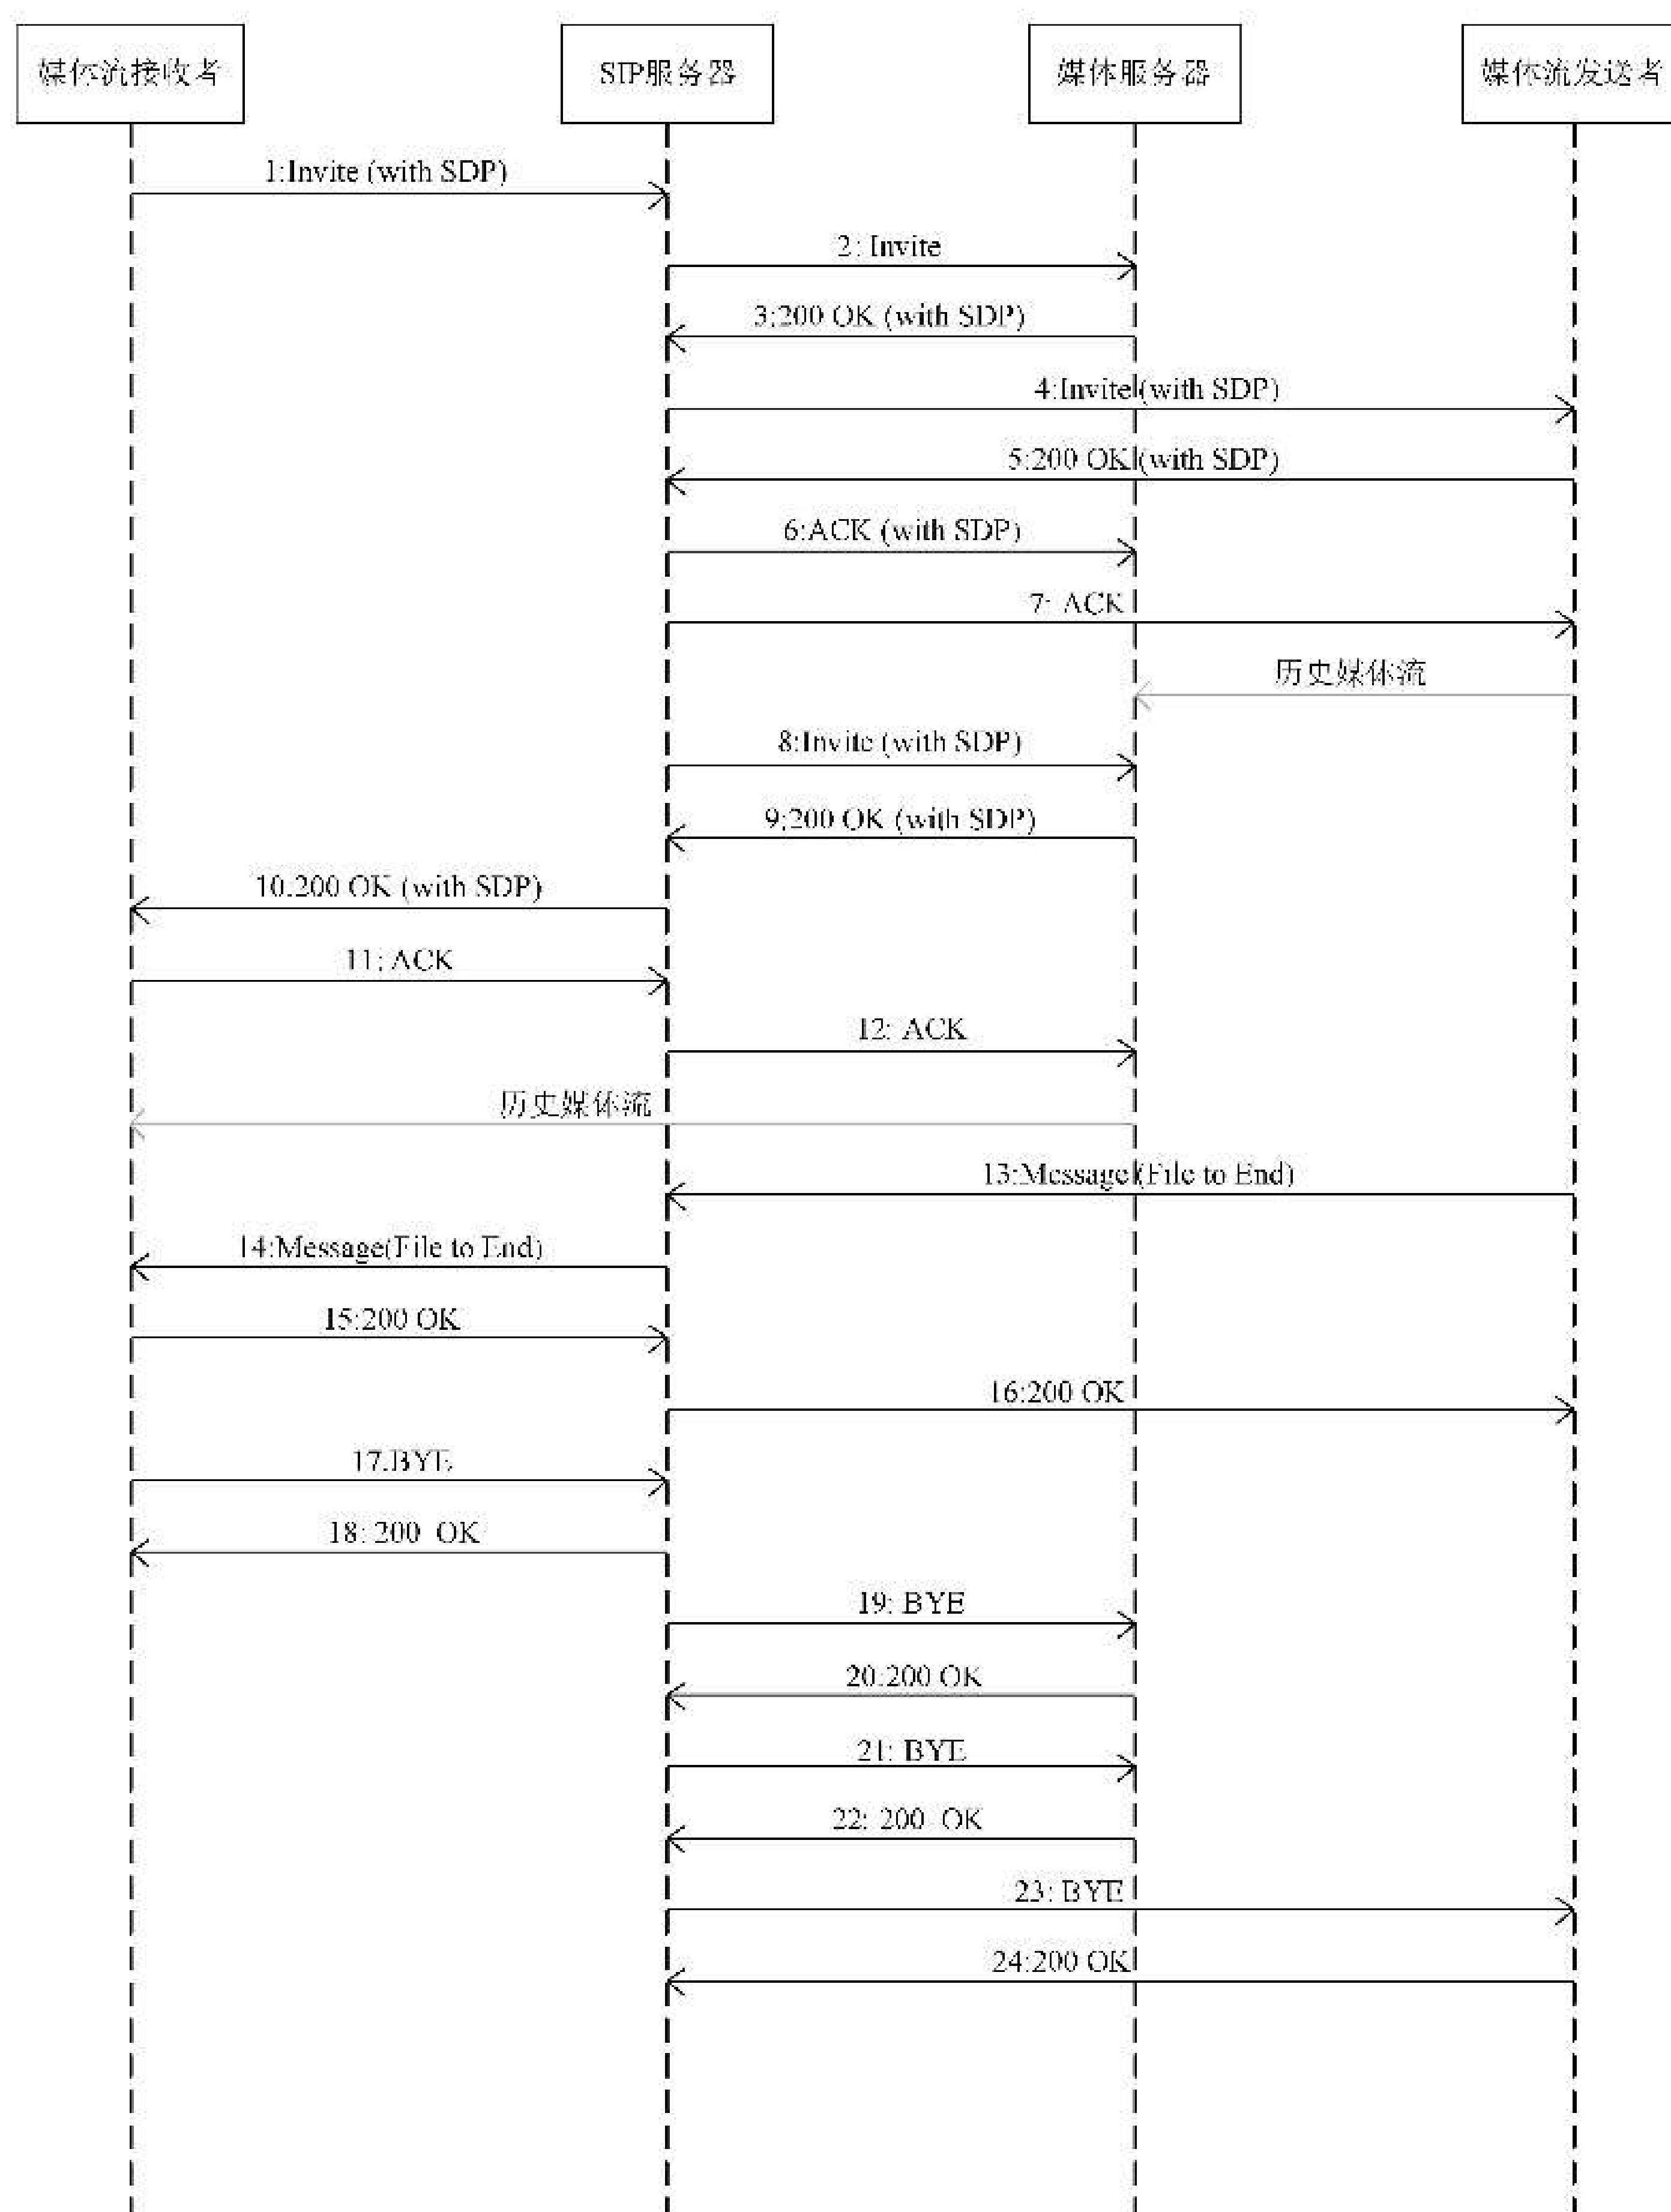 媒体流接收者
SIP服务器
媒体服务器
媒体流发送者
1:Invite (with SDP)
2: Invite
3:200 OK (with SDP)
4:Invite (with SDP)
5:200 OK (with SDP)
6:ACK (with SDP)
7: ACK
历史媒体流
8:Invite (with SDP)
9:200 OK (with SDP)
10:200 OK (with SDP)
11: ACK
12: ACK
历史媒体流
13:Message (File to End)
14:Message(File to End)
15:200 OK
16:200 OK
17:BYE
18: 200 OK
19: BYE
20:200 OK
21: BYE
22: 200 OK
23: BYE
24:200 OK